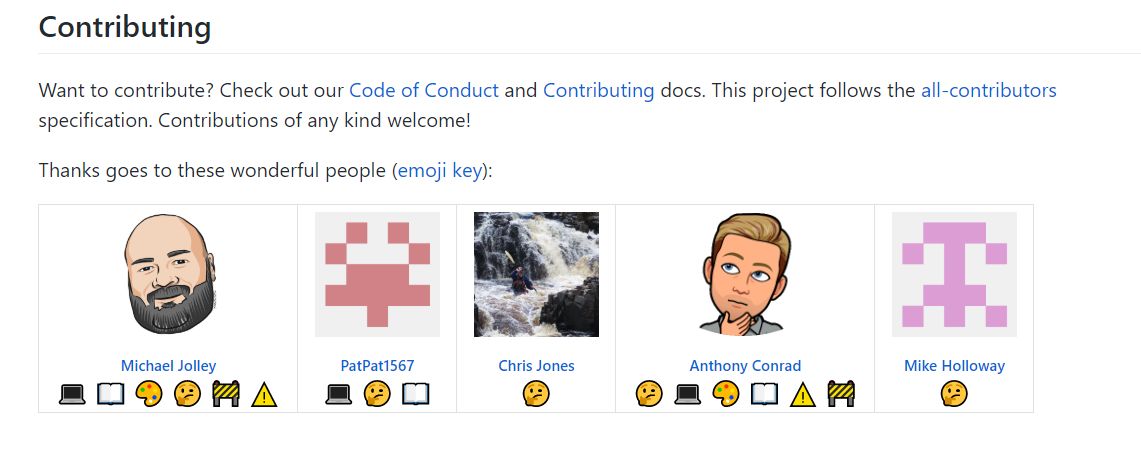 Contributing
Want to contribute? Check out our Code of Conduct and Contributing docs. This project follows the all-contributors
specification. Contributions of any kind welcome!
Thanks goes to these wonderful people (emoji key):
Michael Jolley
PatPat1567
Chris Jones
Anthony Conrad
Mike Holloway